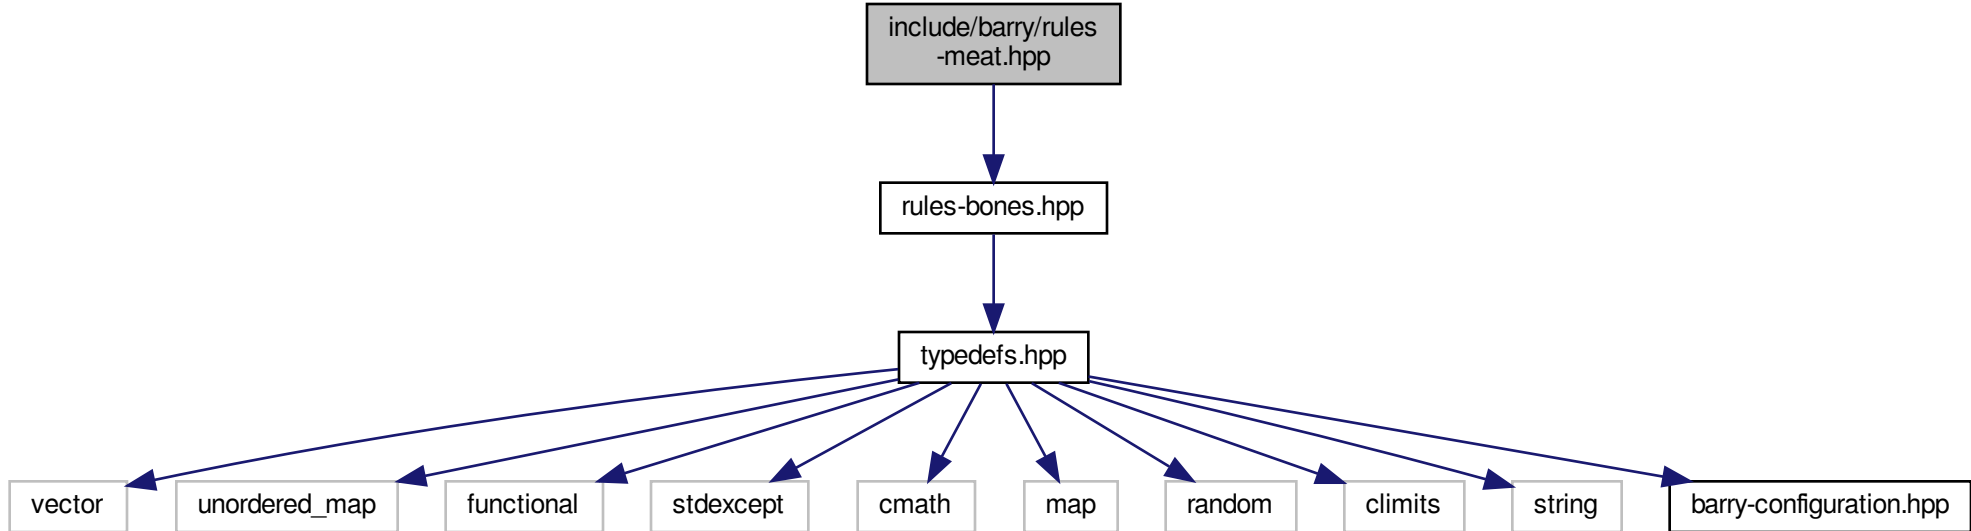 include/barry/rules
-meat.hpp
rules-bones.hpp
typedefs.hpp
vector
unordered_map
functional
stdexcept
cmath
map
random
climits
string
barry-configuration.hpp